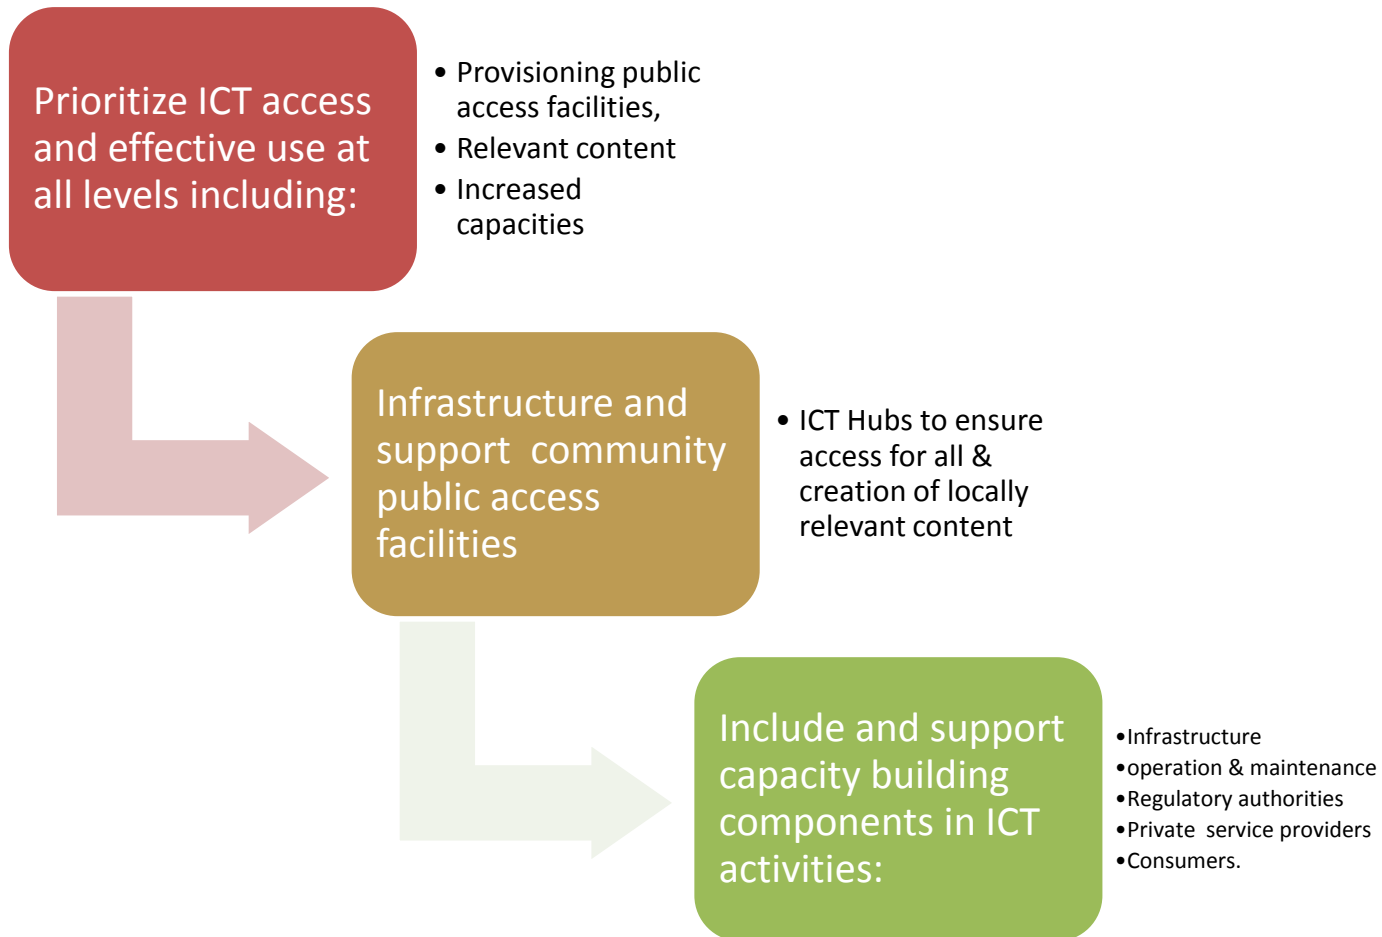 Prioritize ICT access
and effective use at
all levels including:
• Provisioning public
access facilities,
• Relevant content
• Increased
capacities
Infrastructure and
support  community
public access
facilities
• ICT Hubs to ensure
access for all &
creation of locally
relevant content
Include and support
capacity building
components in ICT
activities:
•Infrastructure
•operation & maintenance
•Regulatory authorities
•Private  service providers
•Consumers.